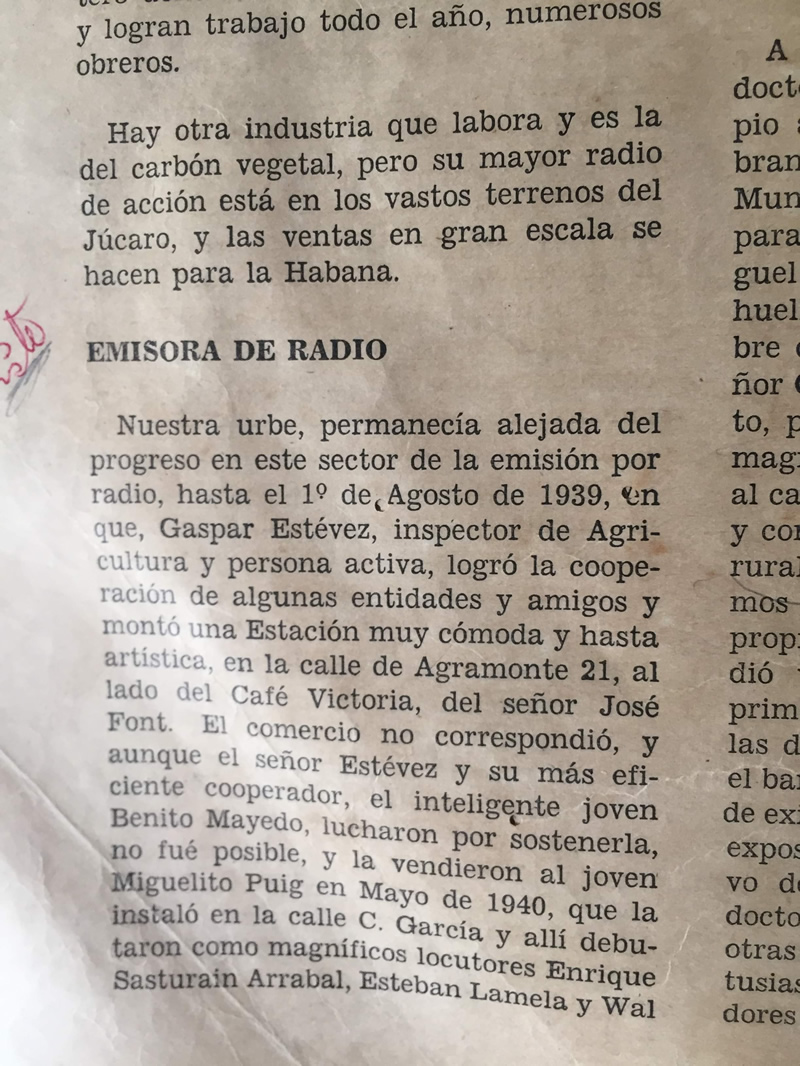 y logran trabajo todo el año, numerosos
obreros.
Hay otra industria que labora y es la
del carbón vegetal, pero su mayor radio
de acción está en los vastos terrenos del
Júcaro, y las ventas en gran escala se
hacen para la Habana.
EMISORA DE RADIO
Nuestra urbe, permanecía alejada del
progreso en este sector de la emisión por
radio, hasta el 1º de Agosto de 1939, en
que, Gaspar Estévez, inspector de Agri-
cultura y persona activa, logró la coope-
ración de algunas entidades y amigos y
montó una Estación muy cómoda y hasta
artística, en la calle de Agramonte 21, al
lado del Café Victoria, del señor José
Font. El comercio no correspondió, y
aunque el señor Estévez y su más efi-
ciente cooperador, el inteligente joven
Benito Mayedo, lucharon por sostenerla,
no fué posible, y la vendieron al joven
Miguelito Puig en Mayo de 1940, que la
instaló en la calle C. García y allí debu-
taron como magníficos locutores Enrique
Sasturain Arrabal, Esteban Lamela y Wal
A
doct
pio
bran
Mun
para
guel
huel
bre
ñor
to, p
mag
al ca
y con
rural
mos
propi
dió
prim
las d
el ba
de exi
expos
vo de
docto
otras
tusias
dores